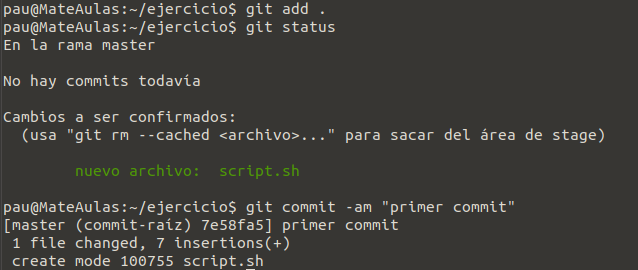 pau@MateAulas:~/ejercicio$ git add .
pau@MateAulas:~/ejercicio$ git status
En la rama master
No hay commits todavía
Cambios a ser confirmados:
(usa "git rm --cached <archivo>..." para sacar del área de stage)
nuevo archivo: script.sh
pau@MateAulas:~/ejercicio$ git commit -am "primer commit"
[master (commit-raíz) 7e58fa5] primer commit
1 file changed, 7 insertions(+)
create mode 100755 script.sh